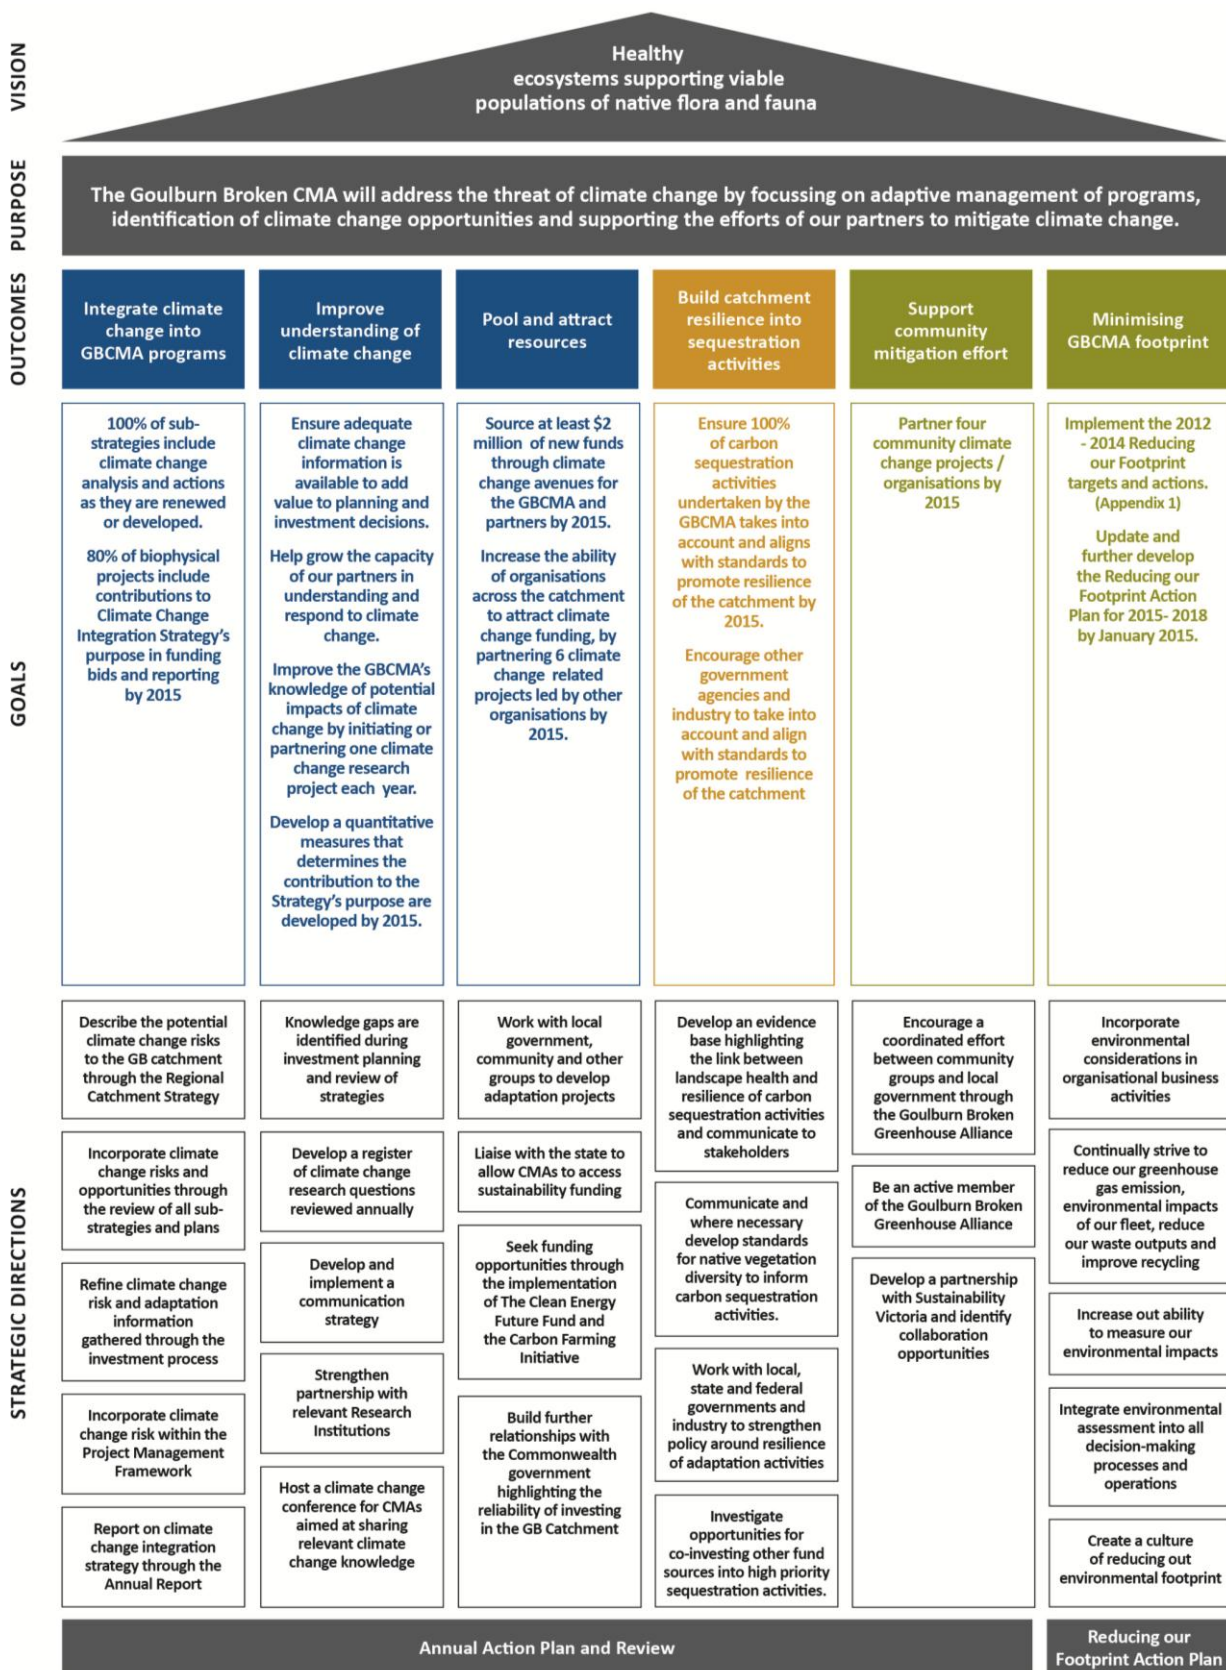 VISION
Healthy
ecosystems supporting viable
populations of native flora and fauna
PURPOSE
The Goulburn Broken CMA will address the threat of climate change by focussing on adaptive management of programs,
identification of climate change opportunities and supporting the efforts of our partners to mitigate climate change.
OUTCOMES
Integrate climate
change into
GBCMA programs
Improve
understanding of
climate change
Pool and attract
resources
Build catchment
resilience into
sequestration
activities
Support
community
mitigation effort
Minimising
GBCMA footprint
GOALS
100% of sub-
strategies include
climate change
analysis and actions
as they are renewed
or developed.
80% of biophysical
projects include
contributions to
Climate Change
Integration Strategy's
purpose in funding
bids and reporting
by 2015
Ensure adequate
climate change
information is
available to add
value to planning and
investment decisions.
Help grow the capacity
of our partners in
understanding and
respond to climate
change.
Improve the GBCMA's
knowledge of potential
impacts of climate
change by initiating or
partnering one climate
change research
project each year.
Develop a quantitative
measures that
determines the
contribution to the
Strategy's purpose are
developed by 2015.
Source at least $2
million of new funds
through climate
change avenues for
the GBCMA and
partners by 2015.
Increase the ability
of organisations
across the catchment
to attract climate
change funding, by
partnering 6 climate
change related
projects led by other
organisations by
2015.
Ensure 100%
of carbon
sequestration
activities
undertaken by the
GBCMA takes into
account and aligns
with standards to
promote resilience
of the catchment by
2015.
Encourage other
government
agencies and
industry to take into
account and align
with standards to
promote resilience
of the catchment
Partner four
community climate
change projects /
organisations by
2015
Implement the 2012
- 2014 Reducing
our Footprint
targets and actions.
(Appendix 1)
Update and
further develop
the Reducing our
Footprint Action
Plan for 2015- 2018
by January 2015.
STRATEGIC DIRECTIONS
Describe the potential
climate change risks
to the GB catchment
through the Regional
Catchment Strategy
Incorporate climate
change risks and
opportunities through
the review of all sub-
strategies and plans
Refine climate change
risk and adaptation
information
gathered through the
investment process
Incorporate climate
change risk within the
Project Management
Framework
Report on climate
change integration
strategy through the
Annual Report
Knowledge gaps are
identified during
investment planning
and review of
strategies
Develop a register
of climate change
research questions
reviewed annually
Develop and
implement a
communication
strategy
Strengthen
partnership with
relevant Research
Institutions
Host a climate change
conference for CMAs
aimed at sharing
relevant climate
change knowledge
Work with local
government,
community and other
groups to develop
adaptation projects
Liaise with the state to
allow CMAs to access
sustainability funding
Seek funding
opportunities through
the implementation
of The Clean Energy
Future Fund and
the Carbon Farming
Initiative
Build further
relationships with
the Commonwealth
government
highlighting the
reliability of investing
in the GB Catchment
Develop an evidence
base highlighting
the link between
landscape health and
resilience of carbon
sequestration activities
and communicate to
stakeholders
Communicate and
where necessary
develop standards
for native vegetation
diversity to inform
carbon sequestration
activities.
Work with local,
state and federal
governments and
industry to strengthen
policy around resilience
of adaptation activities
Investigate
opportunities for
co-investing other fund
sources into high priority
sequestration activities.
Encourage a
coordinated effort
between community
groups and local
government through
the Goulburn Broken
Greenhouse Alliance
Be an active member
of the Goulburn Broken
Greenhouse Alliance
Develop a partnership
with Sustainability
Victoria and identify
collaboration
opportunities
Incorporate
environmental
considerations in
organisational business
activities
Continually strive to
reduce our greenhouse
gas emission,
environmental impacts
of our fleet, reduce
our waste outputs and
improve recycling
Increase out ability
to measure our
environmental impacts
Integrate environmental
assessment into all
decision-making
processes and
operations
Create a culture
of reducing out
environmental footprint
Annual Action Plan and Review
Reducing our
Footprint Action Plan